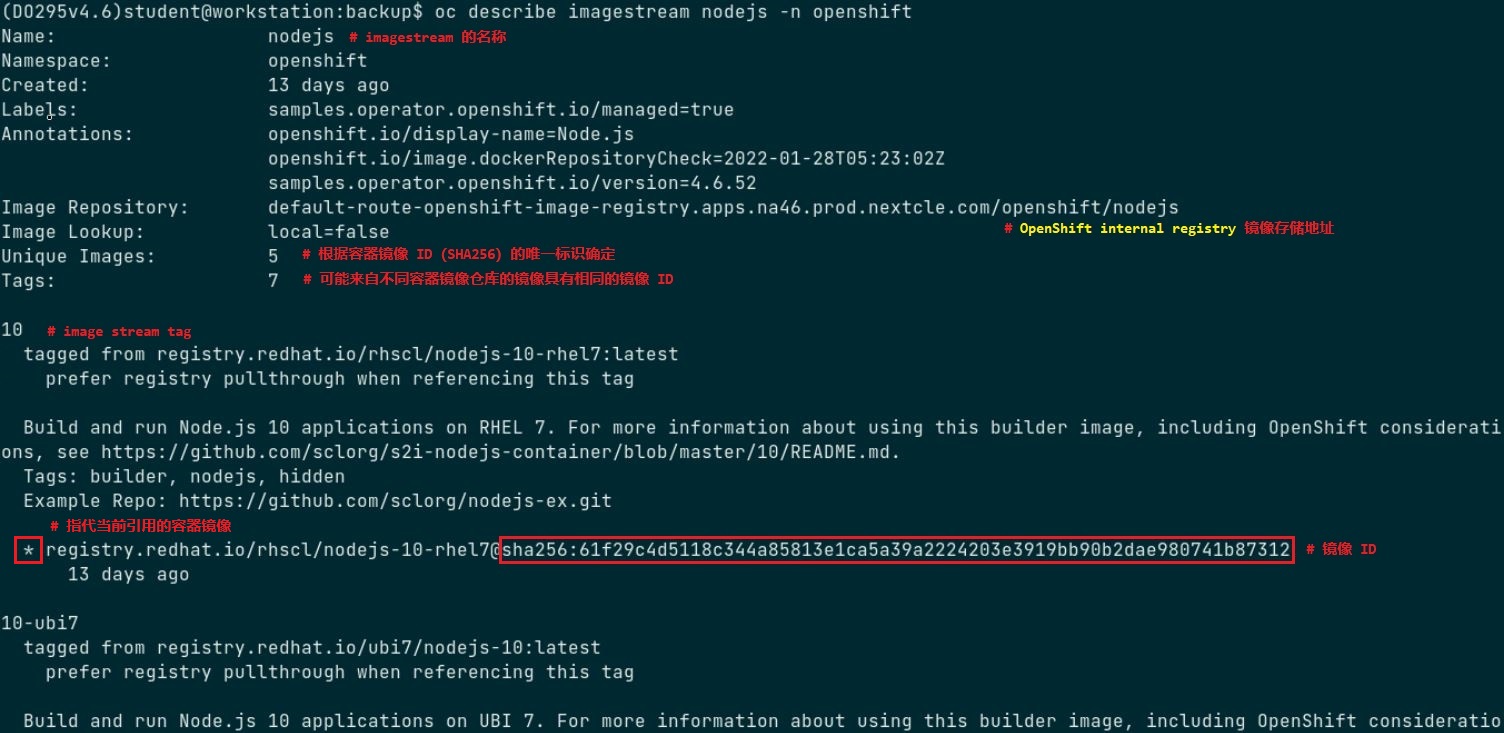 (DO295v4.6)student@workstation:backup$ oc describe imagestream nodejs -n openshift
Name: nodejs # imagestream 的名称
Namespace: openshift
Created: 13 days ago
Labels: samples.operator.openshift.io/managed=true
Annotations: openshift.io/display-name=Node.js
openshift.io/image.dockerRepositoryCheck=2022-01-28T05:23:02Z
samples.operator.openshift.io/version=4.6.52
Image Repository: default-route-openshift-image-registry.apps.na46.prod.nextcle.com/openshift/nodejs
Image Lookup: local=false # OpenShift internal registry 镜像存储地址
Unique Images: 5 # 根据容器镜像 ID (SHA256) 的唯一标识确定
Tags: 7 # 可能来自不同容器镜像仓库的镜像具有相同的镜像 ID
10 # image stream tag
tagged from registry.redhat.io/rhscl/nodejs-10-rhel7:latest
prefer registry pullthrough when referencing this tag
Build and run Node.js 10 applications on RHEL 7. For more information about using this builder image, including OpenShift considerati
ons, see https://github.com/sclorg/s2i-nodejs-container/blob/master/10/README.md.
Tags: builder, nodejs, hidden
Example Repo: https://github.com/sclorg/nodejs-ex.git
# 指代当前引用的容器镜像
* registry.redhat.io/rhscl/nodejs-10-rhel7@sha256:61f29c4d5118c344a85813e1ca5a39a2224203e3919bb90b2dae980741b87312 # 镜像 ID
13 days ago
10-ubi7
tagged from registry.redhat.io/ubi7/nodejs-10:latest
prefer registry pullthrough when referencing this tag
Build and run Node.js 10 applications on UBI 7. For more information about using this builder image, including OpenShift consideratio